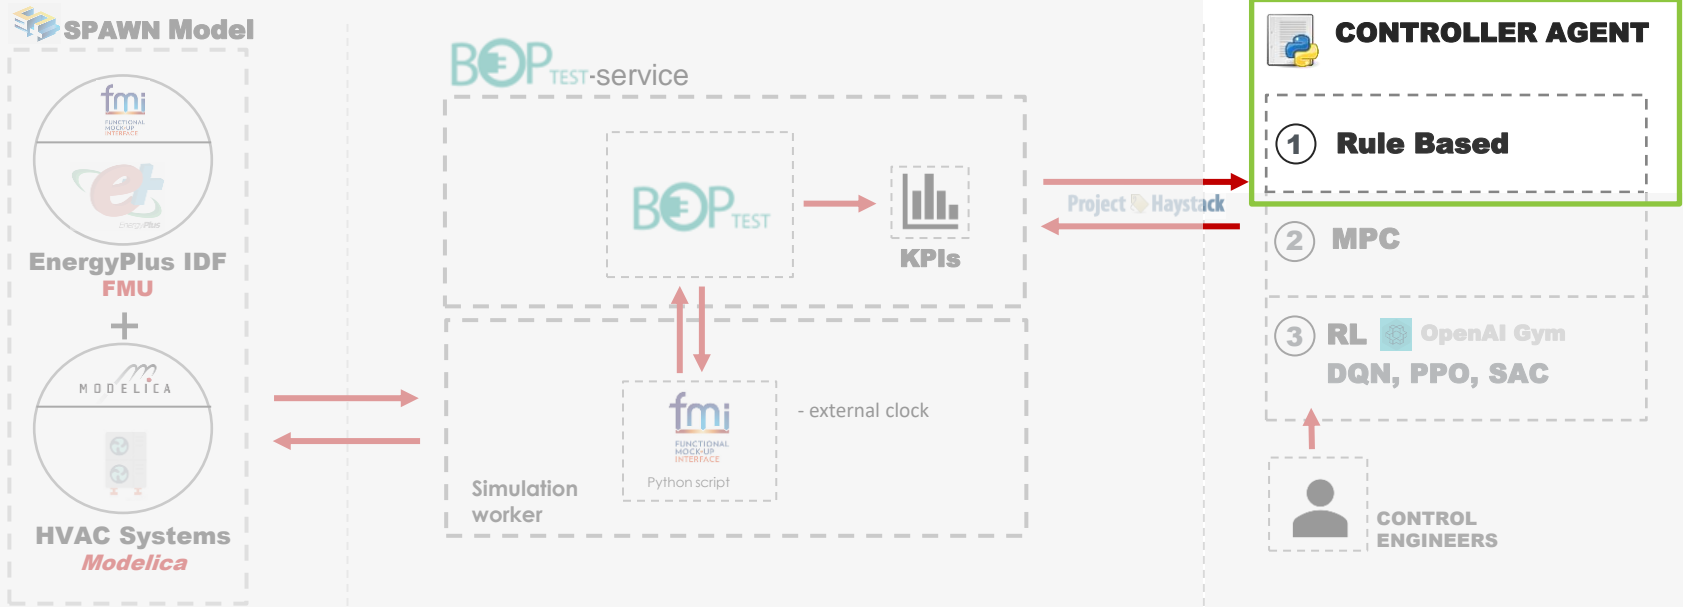 SPAWN Model
fmi
FUNCTIONAL
MOCK-UP
INTERFACE
e+
EnergyPlus
EnergyPlus IDF
FMU
+
MODELICA
HVAC Systems
Modelica
BOPTEST-service
BOPTEST
KPIs
fmi
FUNCTIONAL
MOCK-UP
INTERFACE
Python script
- external clock
Simulation
worker
Project Haystack
CONTROLLER AGENT
1 Rule Based
2 MPC
3 RL OpenAI Gym
DQN, PPO, SAC
CONTROL
ENGINEERS